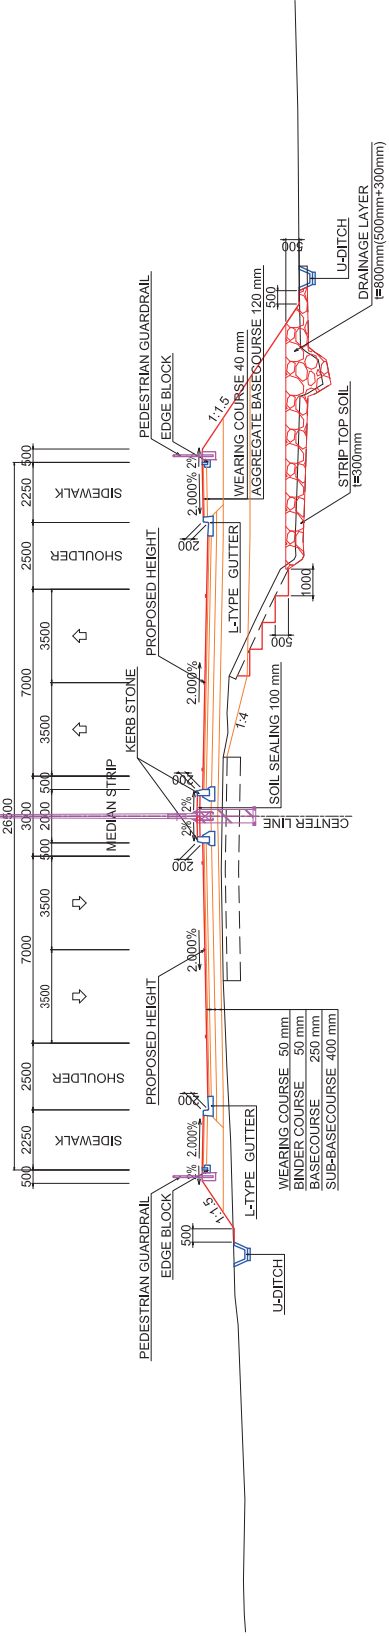 26500
500 2250 2500 7000 3000 7000 2500 2250 500
3500 3500 500 2000 500 3500 3500
SIDEWALK SHOULDER MEDIAN STRIP SHOULDER SIDEWALK
PEDESTRIAN GUARDRAIL
EDGE BLOCK
PROPOSED HEIGHT
KERB STONE
PROPOSED HEIGHT
PEDESTRIAN GUARDRAIL
EDGE BLOCK
2% 2.000% 200 2.000% 200 2% 2% 200 2.000% 200 2.000% 2%
1:1.5
1:1.5
500
L-TYPE GUTTER
L-TYPE GUTTER
WEARING COURSE 40 mm
AGGREGATE BASECOURSE 120 mm
1:4
U-DITCH
WEARING COURSE 50 mm
BINDER COURSE 50 mm
BASECOURSE 250 mm
SUB-BASECOURSE 400 mm
SOIL SEALING 100 mm
CENTER LINE
500
1000
500
500
U-DITCH
STRIP TOP SOIL
t=300mm
DRAINAGE LAYER
t=800mm(500mm+300mm)